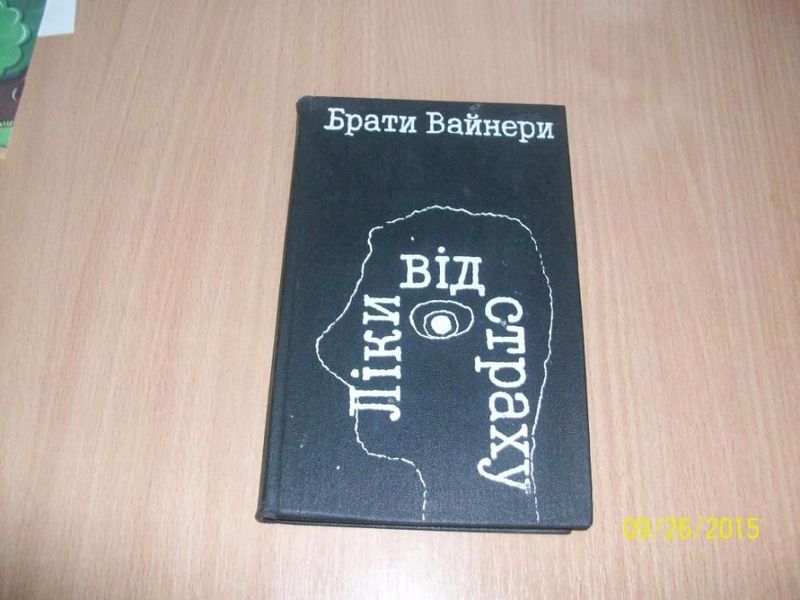 Брати Вайнери
Ліки
від
страху
09/26/2015